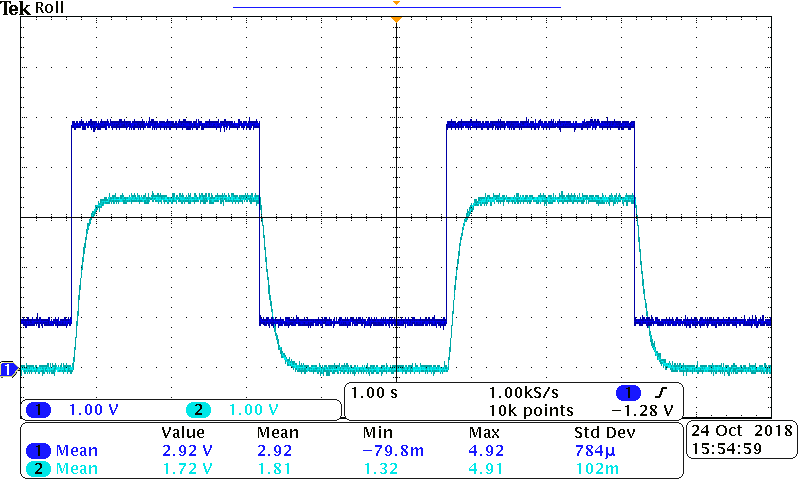 Tek Roll
1
1 1.00 V 2 1.00 V
1.00 s 1.00kS/s 1 ƒ
10k points −1.28 V
Value Mean Min Max Std Dev
1 Mean 2.92 V 2.92 −79.8m 4.92 784µ
2 Mean 1.72 V 1.81 1.32 4.91 102m
24 Oct 2018
15:54:59